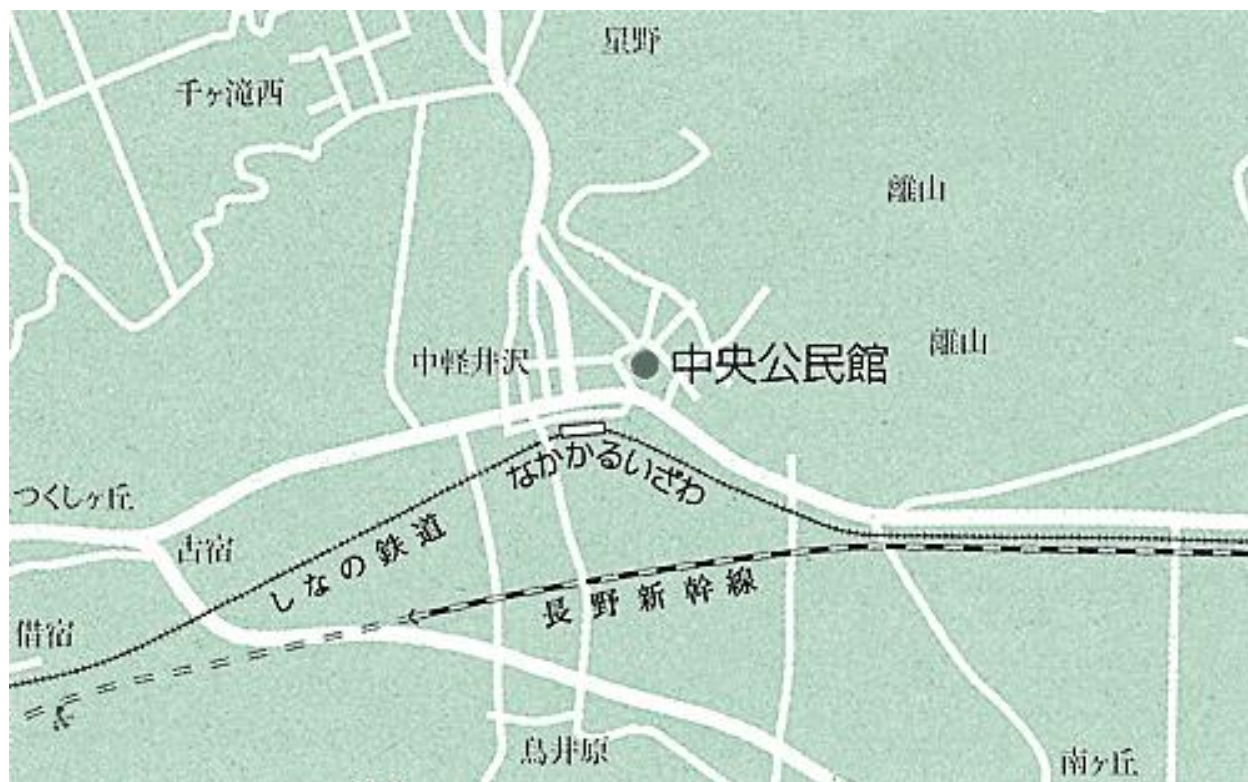 星野
千ヶ滝西
離山
離山
中軽井沢
中央公民館
なかかるいざわ
つくしヶ丘
古宿
しなの鉄道
長野新幹線
借宿
鳥井原
南ヶ丘